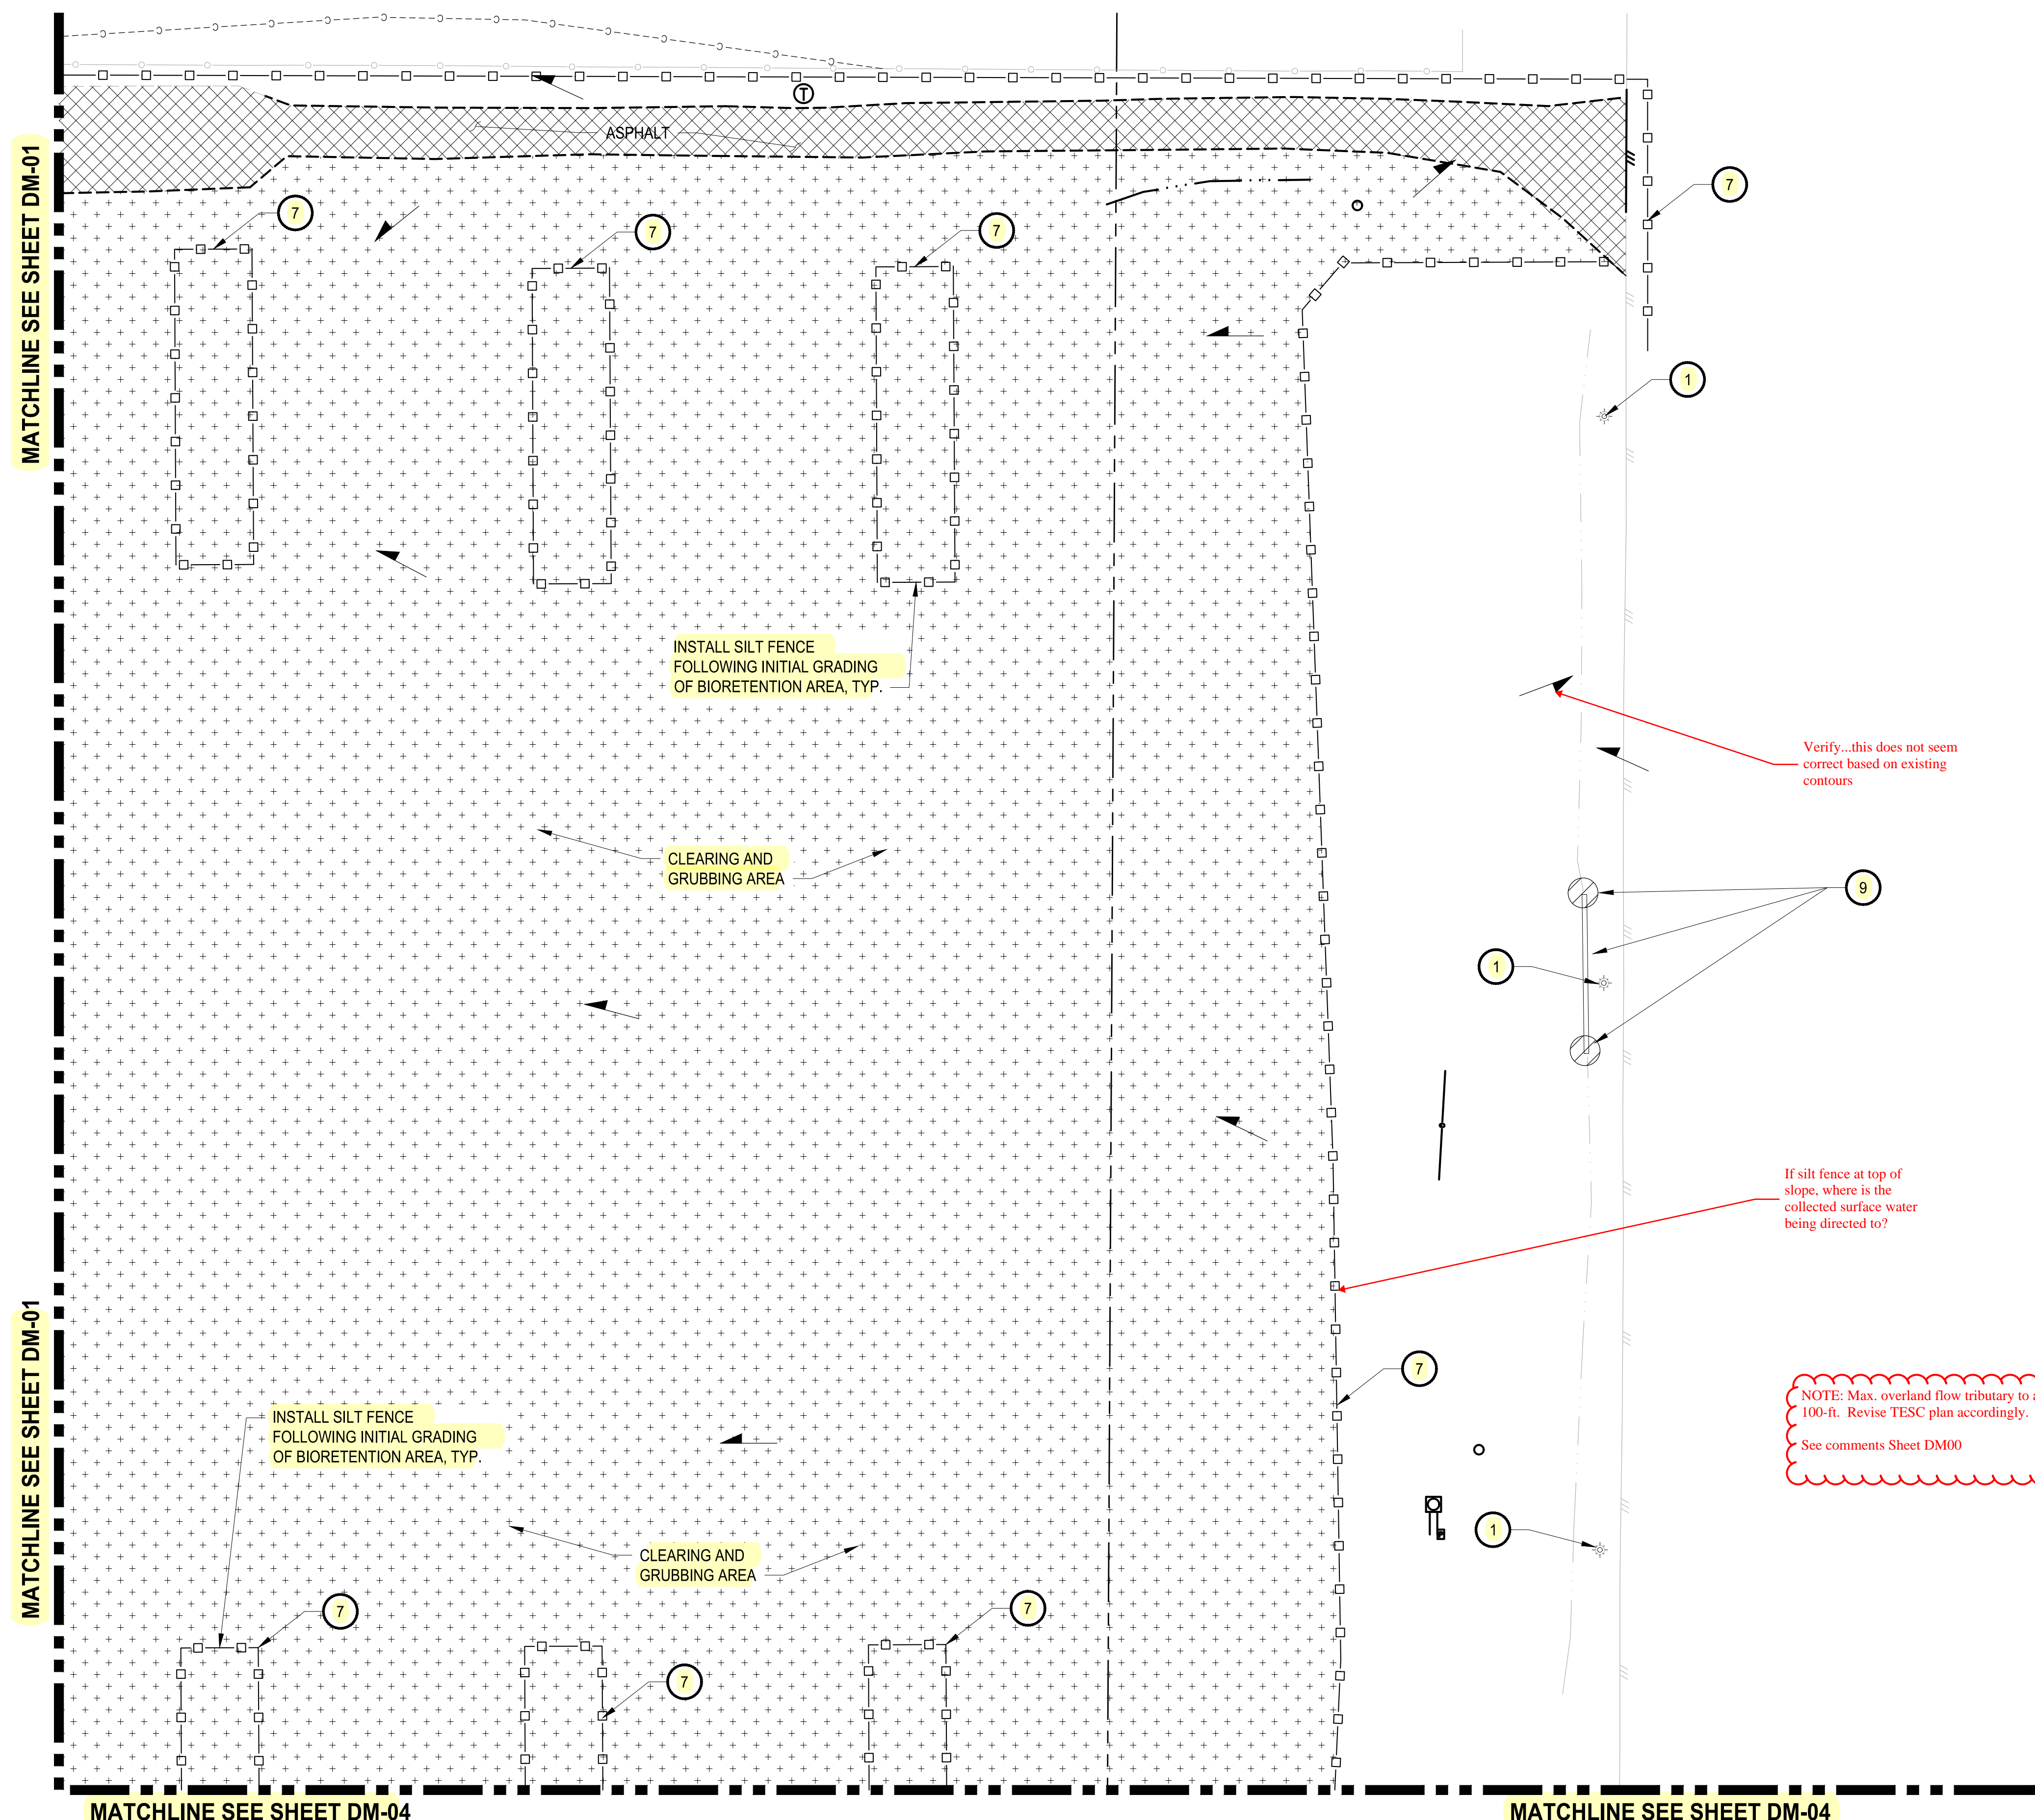 MATCHLINE SEE SHEET DM-01
T
ASPHALT
7
7
7
7
1
INSTALL SILT FENCE
FOLLOWING INITIAL GRADING
OF BIORETENTION AREA, TYP.
Verify...this does not seem
correct based on existing
contours
CLEARING AND
GRUBBING AREA
9
1
If silt fence at top of
slope, where is the
collected surface water
being directed to?
MATCHLINE SEE SHEET DM-01
7
NOTE: Max. overland flow tributary to
100-ft. Revise TESC plan accordingly.
See comments Sheet DM00
INSTALL SILT FENCE
FOLLOWING INITIAL GRADING
OF BIORETENTION AREA, TYP.
1
CLEARING AND
GRUBBING AREA
7
7
7
MATCHLINE SEE SHEET DM-04
MATCHLINE SEE SHEET DM-04